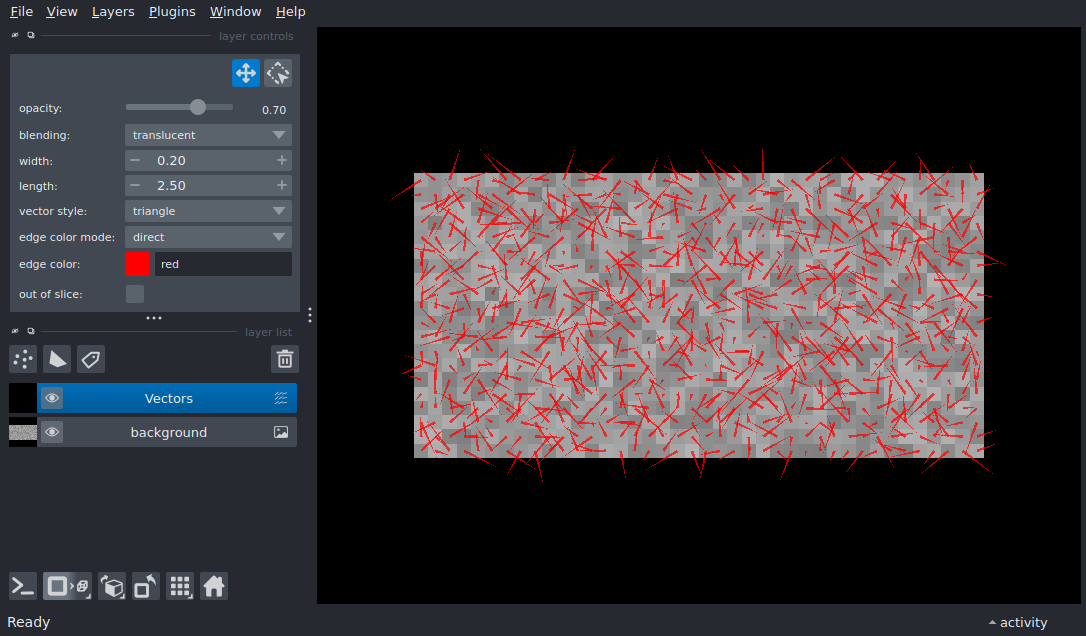 File View Layers Plugins Window Help
layer controls
opacity: 0.70
blending: translucent
width: − 0.20 +
length: − 2.50 +
vector style: triangle
edge color mode: direct
edge color: red
out of slice:
layer list
Vectors
background
Ready
activity